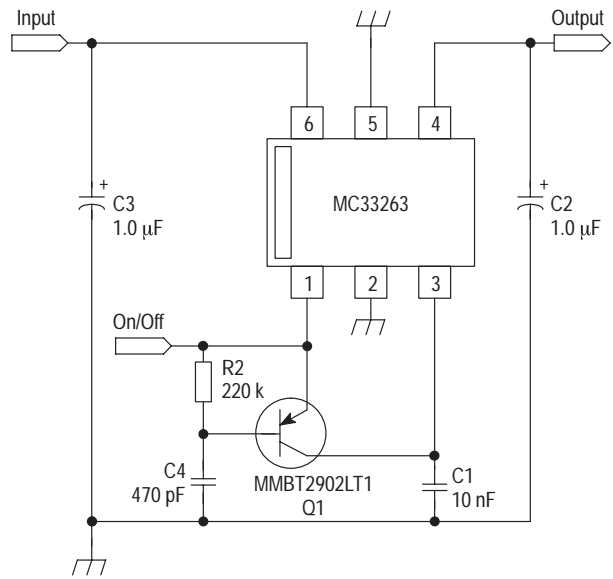 Input
Output
6
5
4
MC33263
+
C3
1.0 µF
+
C2
1.0 µF
1
2
3
On/Off
R2
220 k
C4
470 pF
MMBT2902LT1
Q1
C1
10 nF